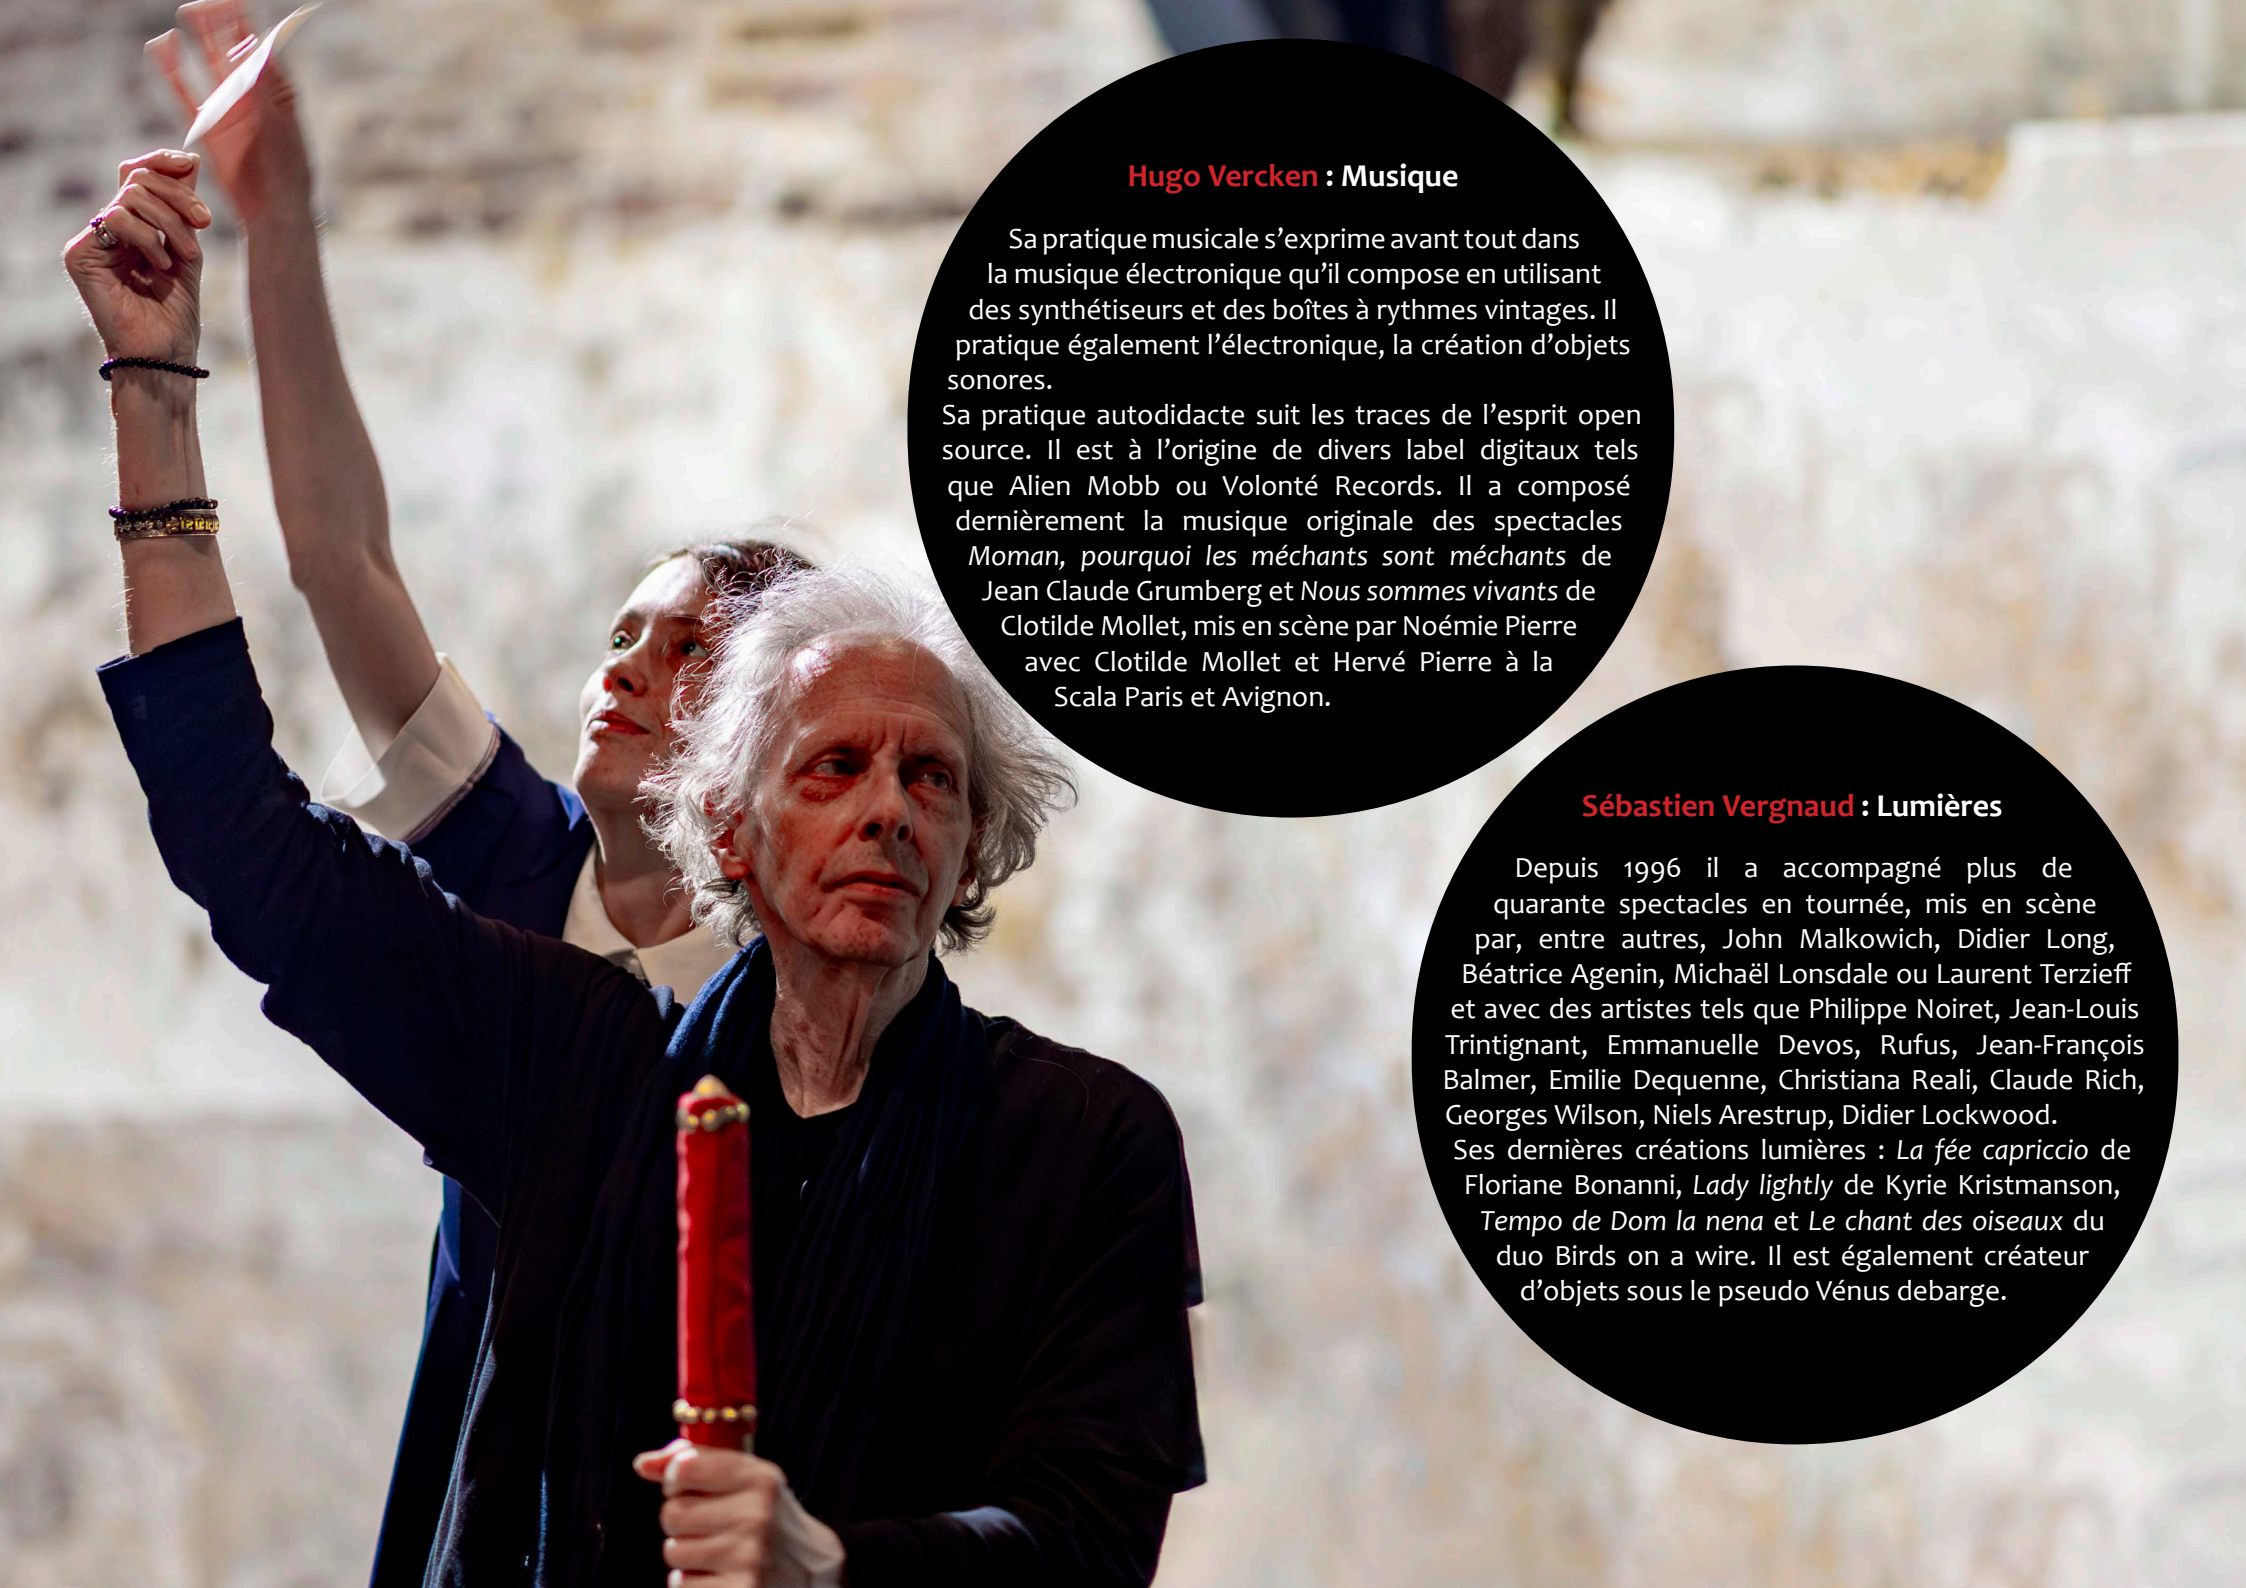 Hugo Vercken : Musique
Sa pratique musicale s’exprime avant tout dans
la musique électronique qu’il compose en utilisant
des synthétiseurs et des boîtes à rythmes vintages. Il
pratique également l’électronique, la création d’objets
sonores.
Sa pratique autodidacte suit les traces de l’esprit open
source. Il est à l’origine de divers label digitaux tels
que Alien Mobb ou Volonté Records. Il a composé
dernièrement la musique originale des spectacles
Moman, pourquoi les méchants sont méchants de
Jean Claude Grumberg et Nous sommes vivants de
Clotilde Mollet, mis en scène par Noémie Pierre
avec Clotilde Mollet et Hervé Pierre à la
Scala Paris et Avignon.
Sébastien Vergnaud : Lumières
Depuis 1996 il a accompagné plus de
quarante spectacles en tournée, mis en scène
par, entre autres, John Malkowich, Didier Long,
Béatrice Agenin, Michaël Lonsdale ou Laurent Terzieff
et avec des artistes tels que Philippe Noiret, Jean-Louis
Trintignant, Emmanuelle Devos, Rufus, Jean-François
Balmer, Emilie Dequenne, Christiana Reali, Claude Rich,
Georges Wilson, Niels Arestrup, Didier Lockwood.
Ses dernières créations lumières : La fée capriccio de
Floriane Bonanni, Lady lightly de Kyrie Kristmanson,
Tempo de Dom la nena et Le chant des oiseaux du
duo Birds on a wire. Il est également créateur
d’objets sous le pseudo Vénus debarge.